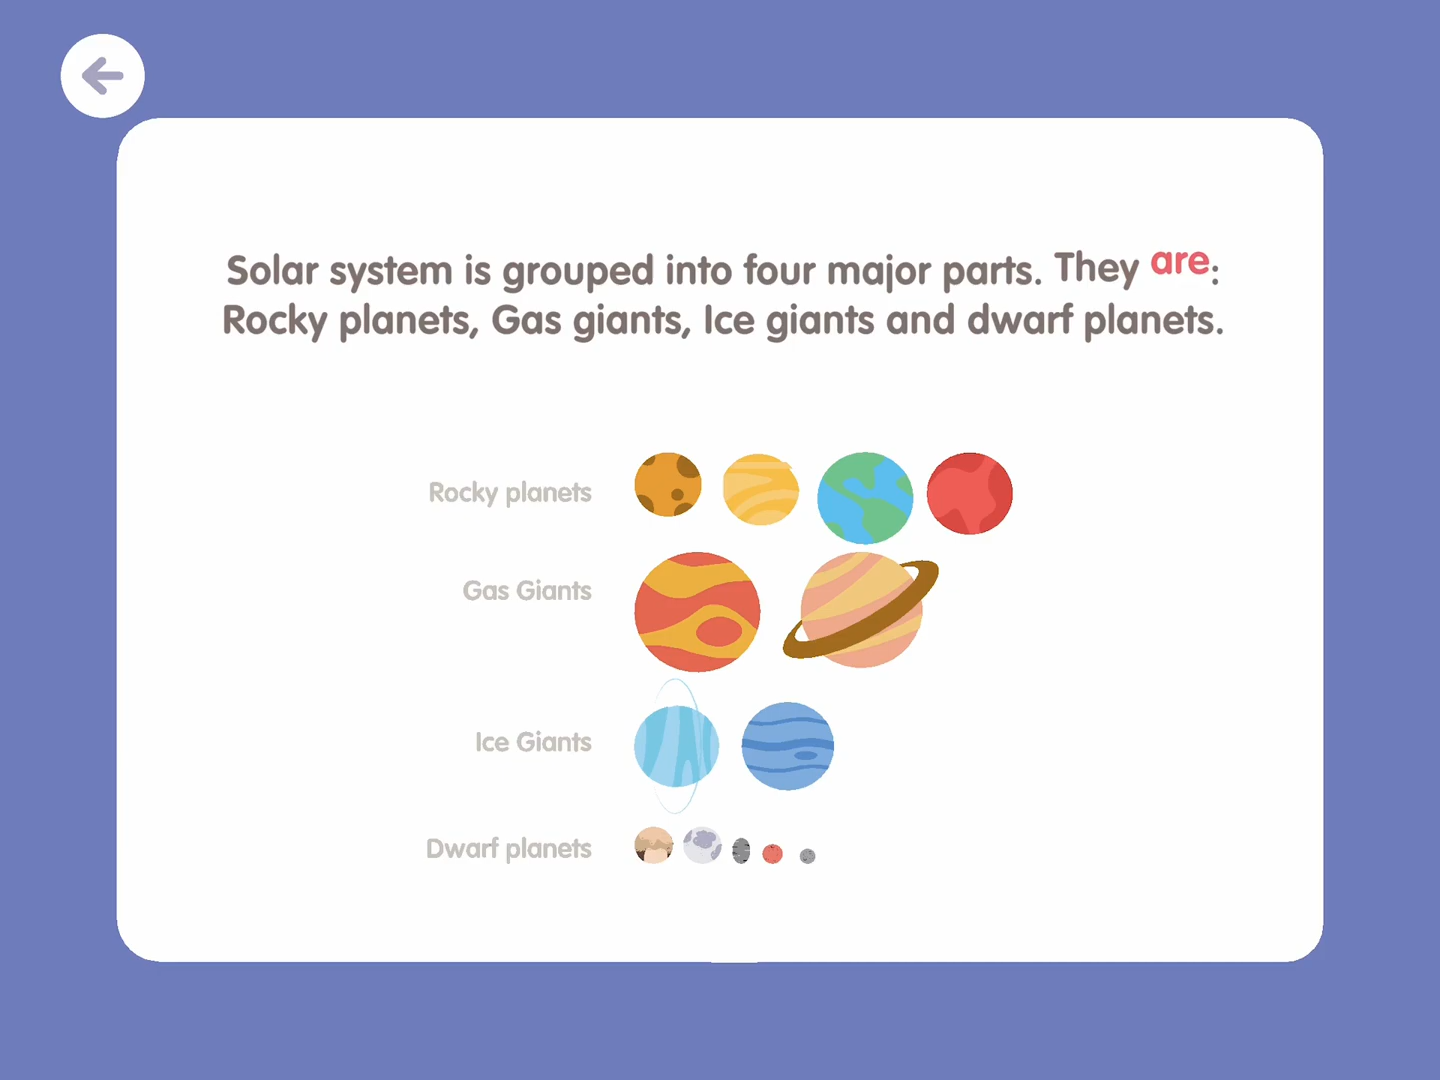 Solar system is grouped into four major parts. They are:
Rocky planets, Gas giants, Ice giants and dwarf planets.
Rocky planets
Gas Giants
Ice Giants
Dwarf planets